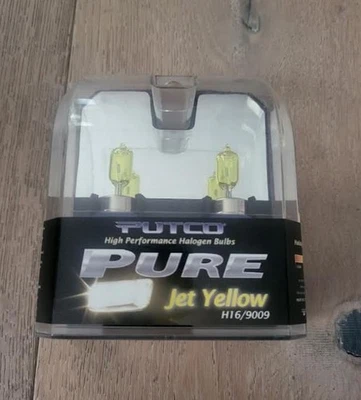 PUTCO
High Performance Halogen Bulbs
PURE
Jet Yellow
H16/9009